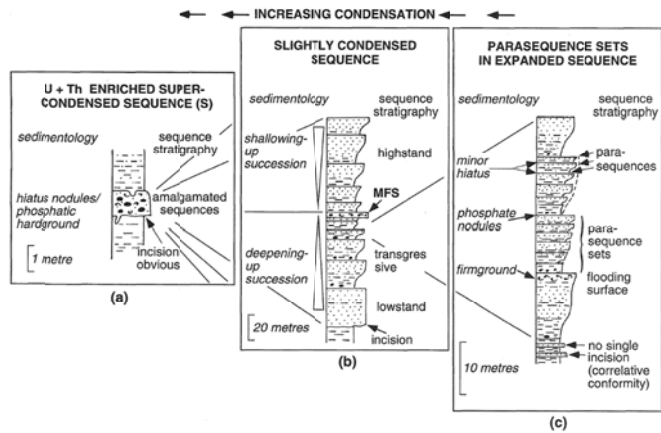 INCREASING CONDENSATION
U + Th ENRICHED SUPER-
CONDENSED SEQUENCE (S)
sedimentology
sequence
stratigraphy
hiatus nodules/
phosphatic
hardground
amalgamated
sequences
incision
obvious
1 metre
(a)
SLIGHTLY CONDENSED
SEQUENCE
sedimentology
sequence
stratigraphy
shallowing-
up
succession
highstand
MFS
deepening-
up
succession
transgres
sive
lowstand
20 metres
incision
(b)
PARASEQUENCE SETS
IN EXPANDED SEQUENCE
sedimentology
sequence
stratigraphy
minor
hiatus
para-
sequences
phosphate
nodules
para-
sequence
sets
firmground
flooding
surface
no single
incision
(correlative
conformity)
10 metres
(c)